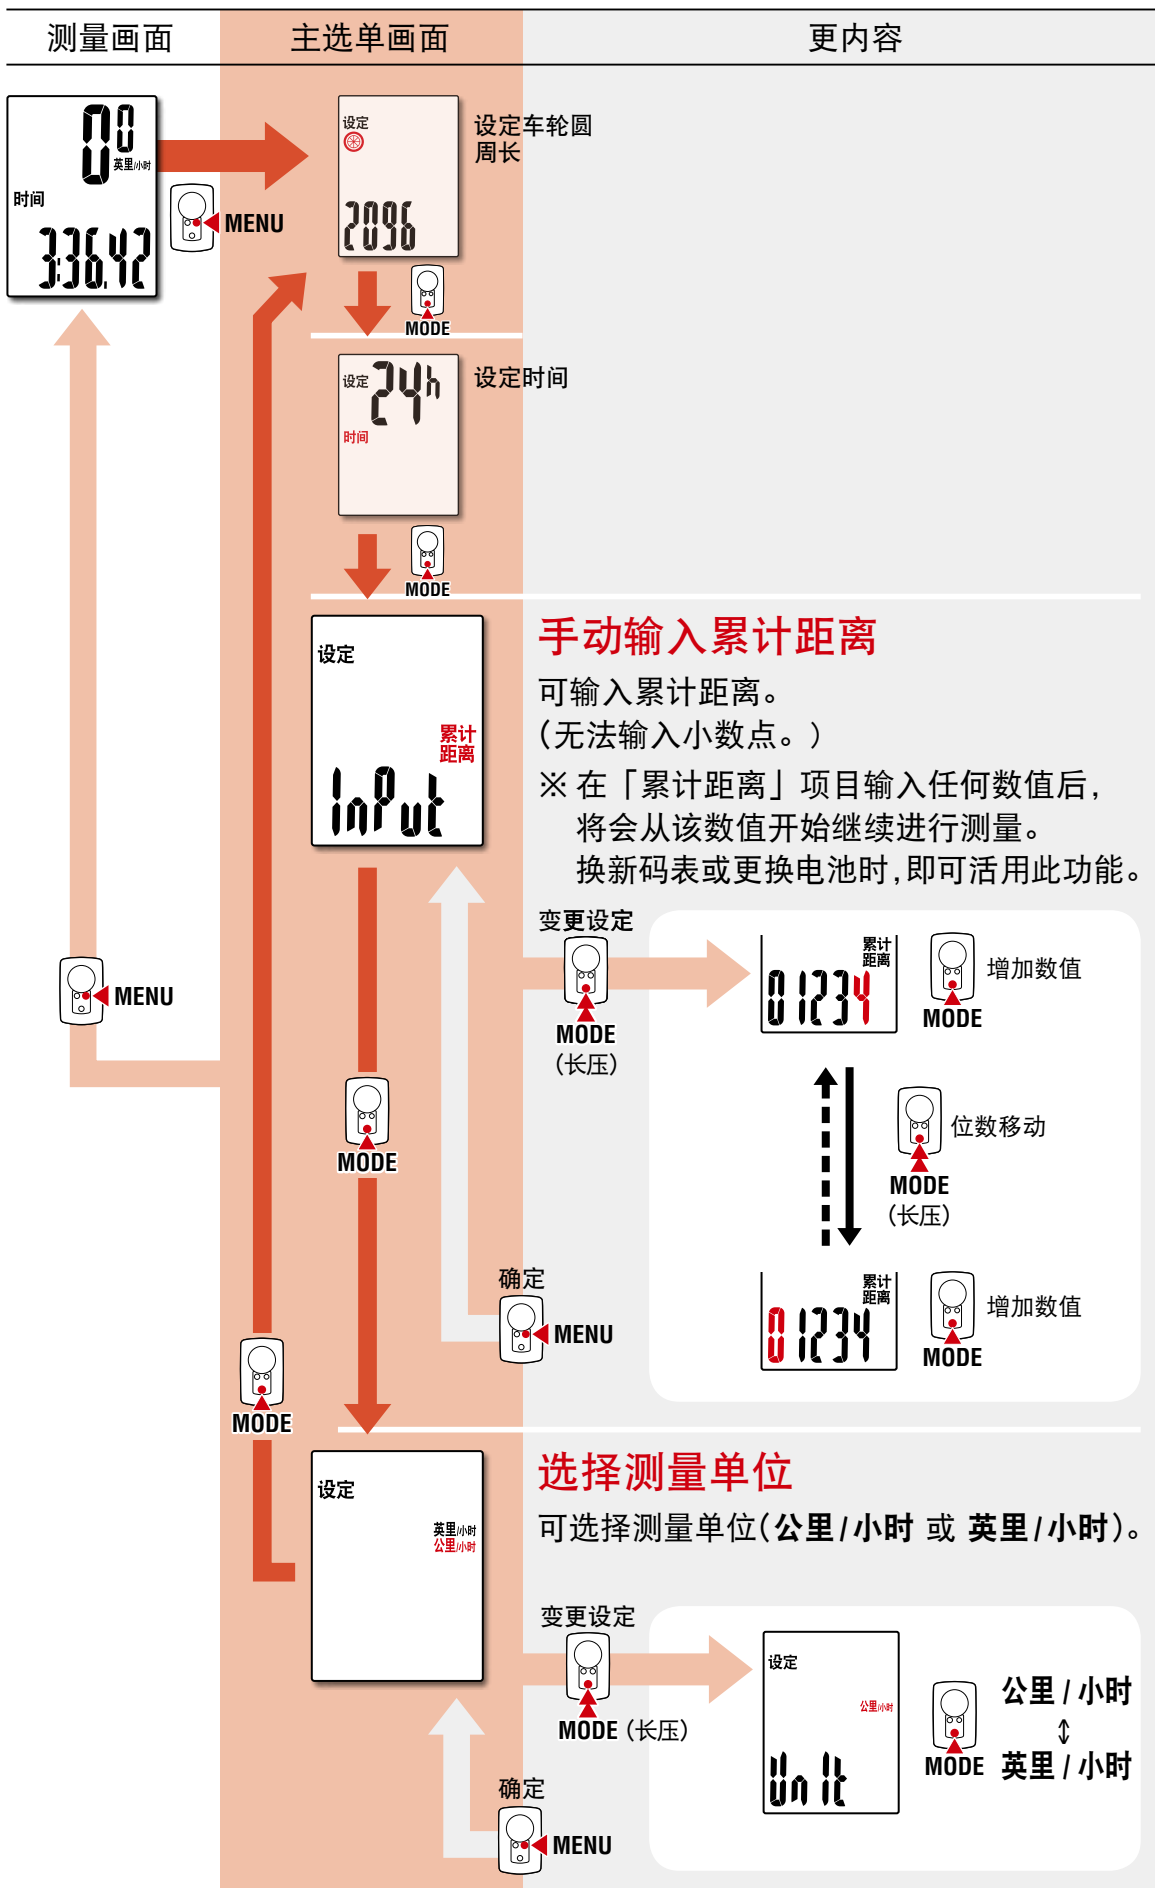 测量画面
主选单画面
更内容
00
英里/小时
时间
3:36.42
MENU
设定
2096
设定车轮圆
周长
MODE
设定
24h
时间
设定时间
MODE
设定
累计
距离
InPut
手动输入累计距离
可输入累计距离。
(无法输入小数点。)
※ 在「累计距离」项目输入任何数值后,
将会从该数值开始继续进行测量。
换新码表或更换电池时,即可活用此功能。
变更设定
MODE
(长压)
累计
距离
01234
增加数值
MODE
MENU
MODE
位数移动
MODE
(长压)
确定
MENU
累计
距离
01234
增加数值
MODE
MODE
设定
英里/小时
公里/小时
选择测量单位
可选择测量单位(公里/小时 或 英里/小时)。
变更设定
MODE (长压)
设定
公里/小时
UnIt
MODE
公里 / 小时
⇕
英里 / 小时
确定
MENU